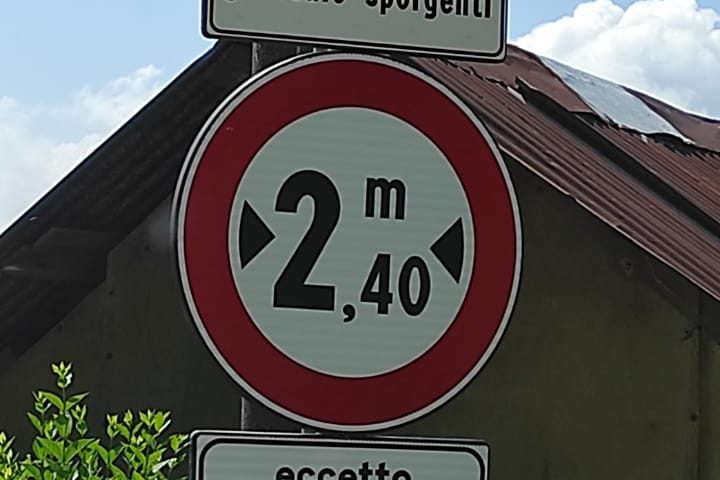 sporgenti
2 m
,40
eccetto